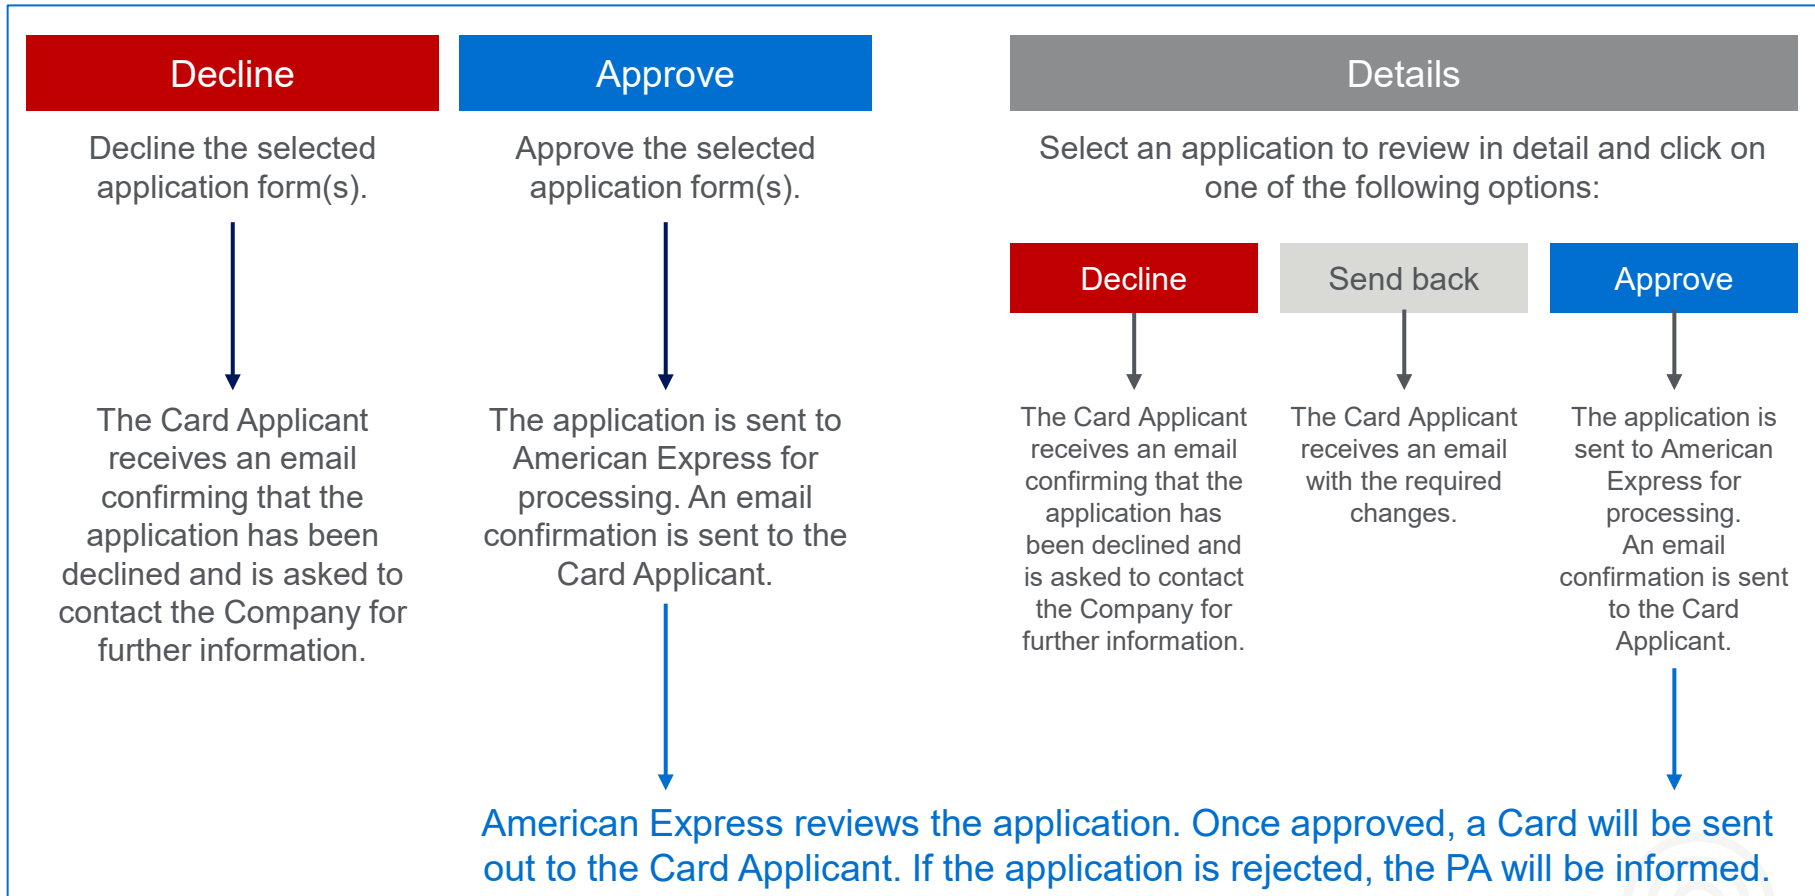 Decline
Decline the selected
application form(s).
The Card Applicant
receives an email
confirming that the
application has been
declined and is asked to
contact the Company for
further information.
Approve
Approve the selected
application form(s).
The application is sent to
American Express for
processing. An email
confirmation is sent to the
Card Applicant.
Details
Select an application to review in detail and click on
one of the following options:
Decline
The Card Applicant
receives an email
confirming that the
application has
been declined and
is asked to contact
the Company for
further information.
Send back
The Card Applicant
receives an email
with the required
changes.
Approve
The application is
sent to American
Express for
processing.
An email
confirmation is sent
to the Card
Applicant.
American Express reviews the application. Once approved, a Card will be sent
out to the Card Applicant. If the application is rejected, the PA will be informed.